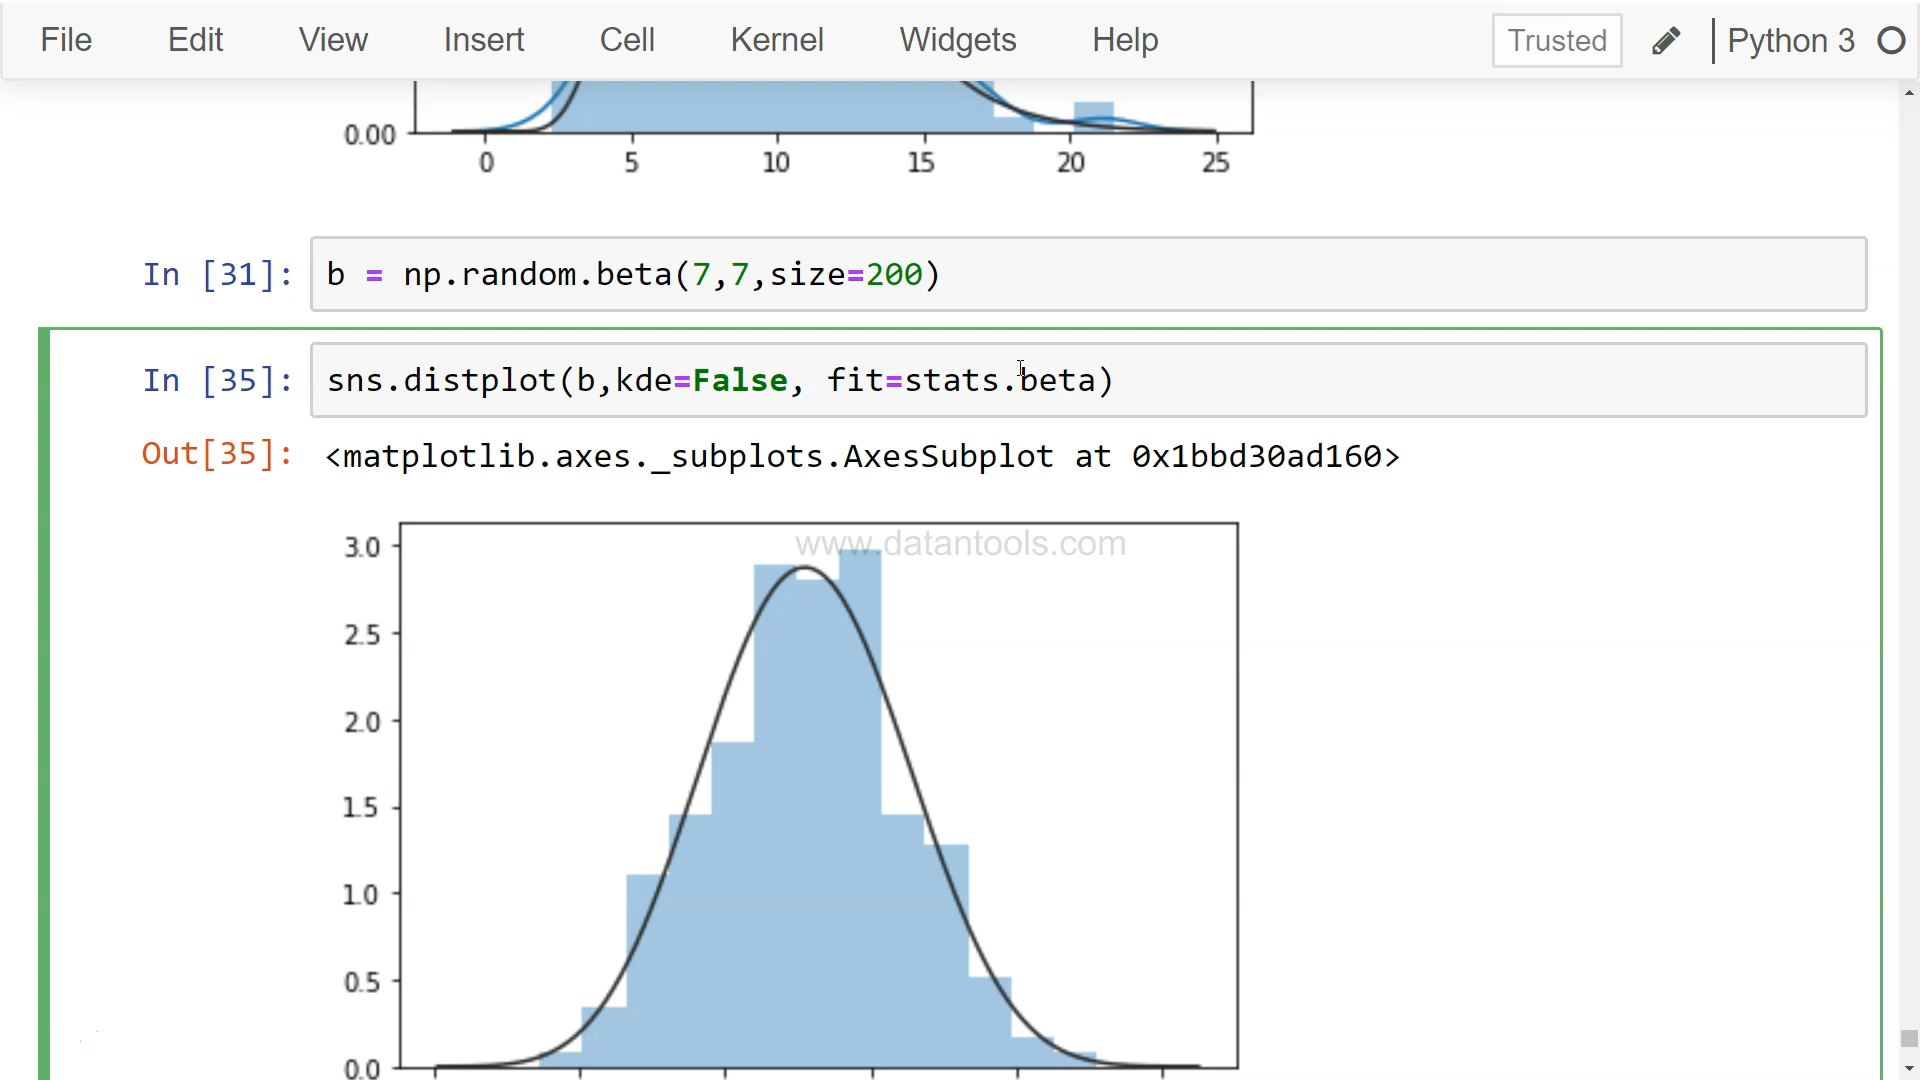 File Edit View Insert Cell Kernel Widgets Help Trusted Python 3
0.00
0 5 10 15 20 25
In [31]: b = np.random.beta(7,7,size=200)
In [35]: sns.distplot(b,kde=False, fit=stats.beta)
Out[35]: <matplotlib.axes._subplots.AxesSubplot at 0x1bbd30ad160>
www.datantools.com
3.0
2.5
2.0
1.5
1.0
0.5
0.0